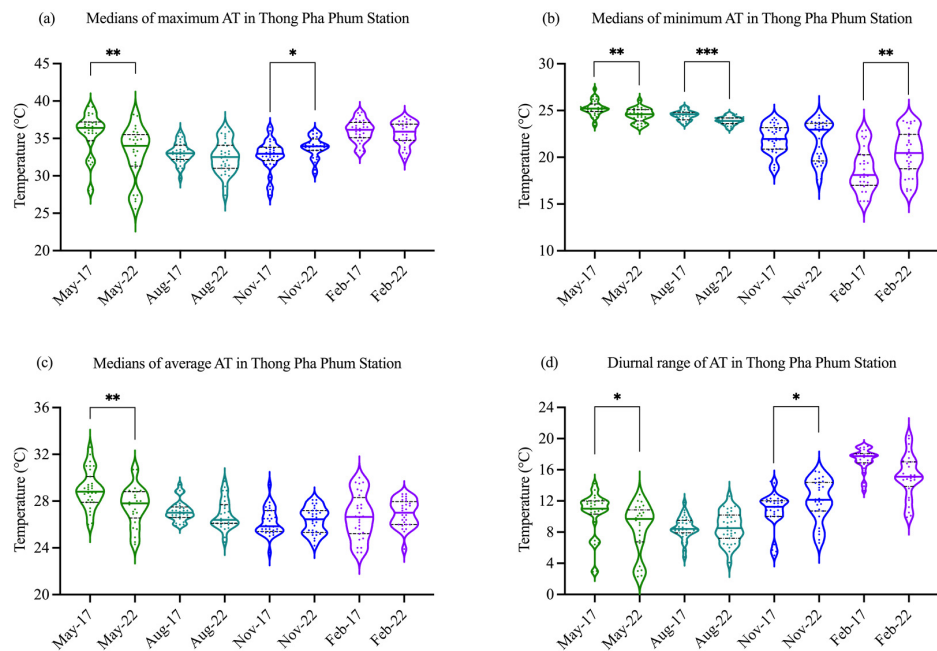 (a) Medians of maximum AT in Thong Pha Phum Station
** *
45
40
35
30
25
20
Temperature (°C)
May-17 May-22 Aug-17 Aug-22 Nov-17 Nov-22 Feb-17 Feb-22
(b) Medians of minimum AT in Thong Pha Phum Station
** *** **
30
25
20
15
10
Temperature (°C)
May-17 May-22 Aug-17 Aug-22 Nov-17 Nov-22 Feb-17 Feb-22
(c) Medians of average AT in Thong Pha Phum Station
**
36
32
28
24
20
Temperature (°C)
May-17 May-22 Aug-17 Aug-22 Nov-17 Nov-22 Feb-17 Feb-22
(d) Diurnal range of AT in Thong Pha Phum Station
* *
24
20
16
12
8
4
0
Temperature (°C)
May-17 May-22 Aug-17 Aug-22 Nov-17 Nov-22 Feb-17 Feb-22